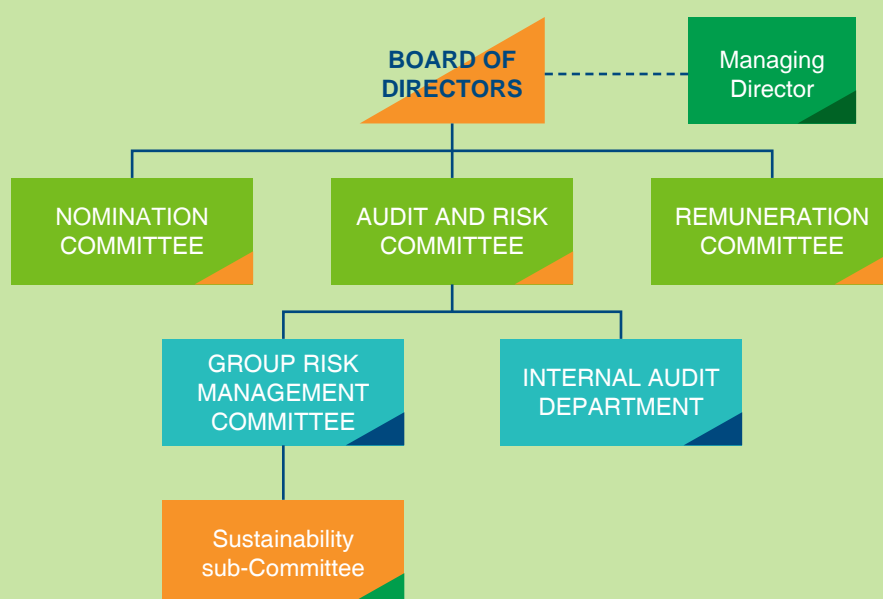 BOARD OF
DIRECTORS
Managing
Director
NOMINATION
COMMITTEE
AUDIT AND RISK
COMMITTEE
REMUNERATION
COMMITTEE
GROUP RISK
MANAGEMENT
COMMITTEE
INTERNAL AUDIT
DEPARTMENT
Sustainability
sub-Committee